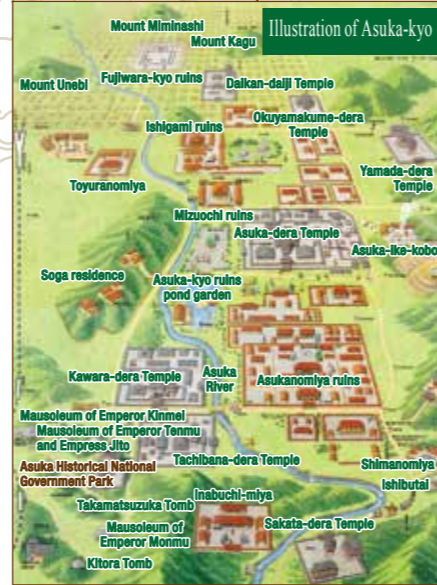 Illustration of Asuka-kyo
Mount Miminashi
Mount Kagu
Mount Unebi
Fujiwara-kyo ruins
Daikan-daiji Temple
Ishigami ruins
Okuyamakume-dera
Temple
Toyuranomiya
Yamada-dera
Temple
Mizuochi ruins
Asuka-dera Temple
Asuka-ike-kobo
Soga residence
Asuka-kyo ruins
pond garden
Kawara-dera Temple
Asuka
River
Asukanomiya ruins
Mausoleum of Emperor Kinmei
Mausoleum of Emperor Tenmu
and Empress Jito
Asuka Historical National
Government Park
Tachibana-dera Temple
Shimanomiya
Ishibutai
Takamatsuzuka Tomb
Inabuchi-miya
Mausoleum of
Emperor Monmu
Sakata-dera Temple
Kitora Tomb